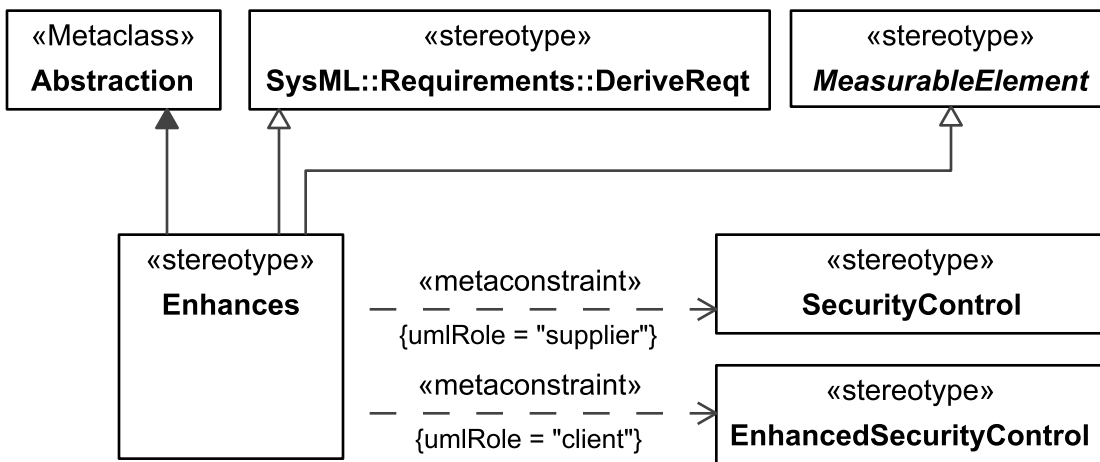 «Metaclass»
Abstraction
«stereotype»
SysML::Requirements::DeriveReqt
«stereotype»
MeasurableElement
«stereotype»
Enhances
«metaconstraint»
{umlRole = "supplier"}
«stereotype»
SecurityControl
«metaconstraint»
{umlRole = "client"}
«stereotype»
EnhancedSecurityControl